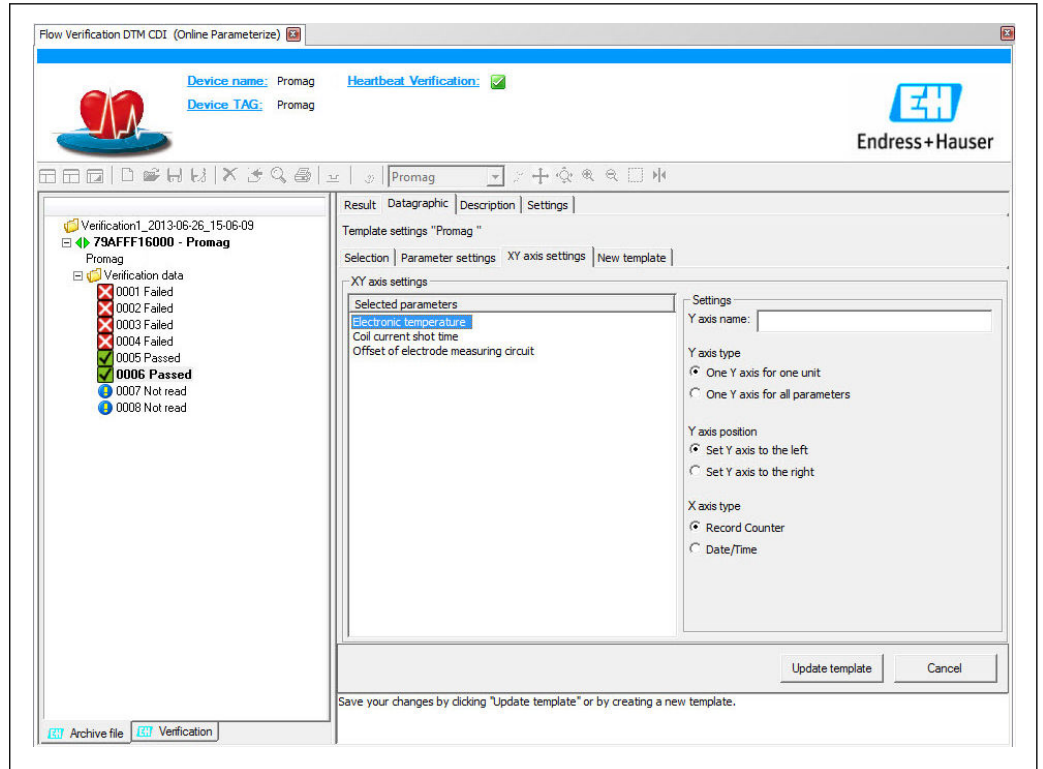 Flow Verification DTM CDI (Online Parameterize)
Device name: Promag Heartbeat Verification:
Device TAG: Promag
EH
Endress+Hauser
Promag
Verification1_2013-06-26_15-06-09
79AFFF16000 - Promag
Promag
Verification data
0001 Failed
0002 Failed
0003 Failed
0004 Failed
0005 Passed
0006 Passed
0007 Not read
0008 Not read
Archive file Verification
Result Datagraphic Description Settings
Template settings "Promag "
Selection Parameter settings XY axis settings New template
XY axis settings
Selected parameters
Electronic temperature
Coil current shot time
Offset of electrode measuring circuit
Settings
Y axis name:
Y axis type
One Y axis for one unit
One Y axis for all parameters
Y axis position
Set Y axis to the left
Set Y axis to the right
X axis type
Record Counter
Date/Time
Update template Cancel
Save your changes by clicking "Update template" or by creating a new template.